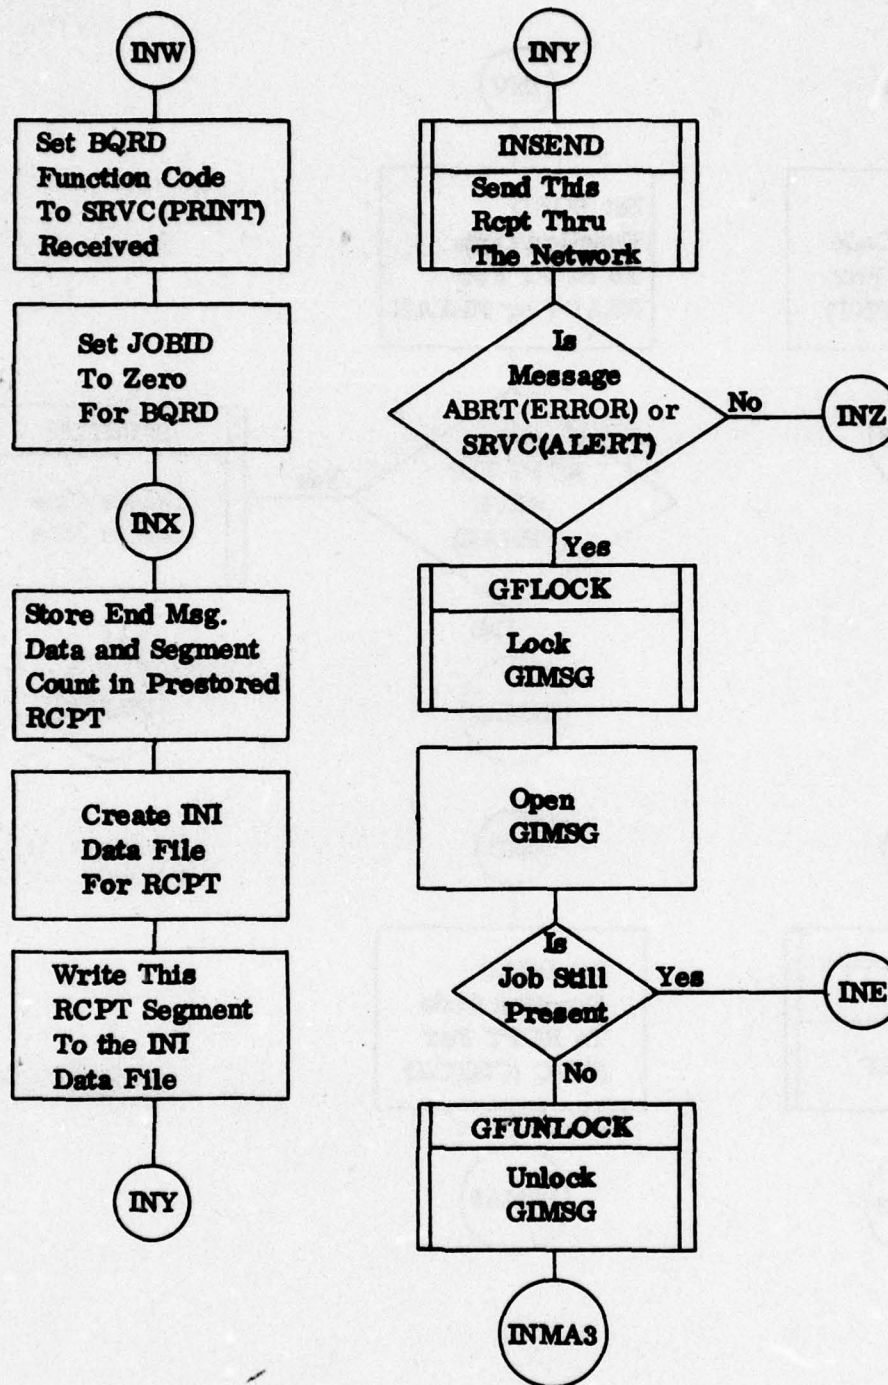 INW
Set BQRD
Function Code
To SRVC(PRINT)
Received
Set JOBID
To Zero
For BQRD
INX
Store End Msg.
Data and Segment
Count in Prestored
RCPT
Create INI
Data File
For RCPT
Write This
RCPT Segment
To the INI
Data File
INY
INY
INSEND
Send This
Rcpt Thru
The Network
Is
Message
ABRT(ERROR) or
SRVC(ALERT)
No
INZ
Yes
GFLOCK
Lock
GIMSG
Open
GIMSG
Is
Job Still
Present
Yes
INE
No
GFUNLOCK
Unlock
GIMSG
INMA3